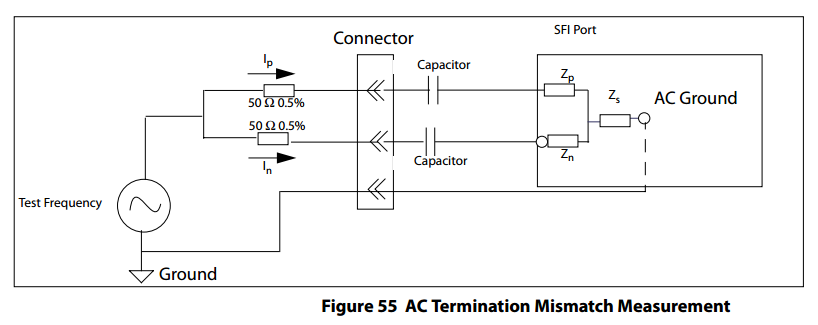 SFI Port
Connector
Ip
Capacitor
Zp
Zs
AC Ground
50 Ω 0.5%
50 Ω 0.5%
In
Capacitor
Zn
Test Frequency
Ground
Figure 55 AC Termination Mismatch Measurement